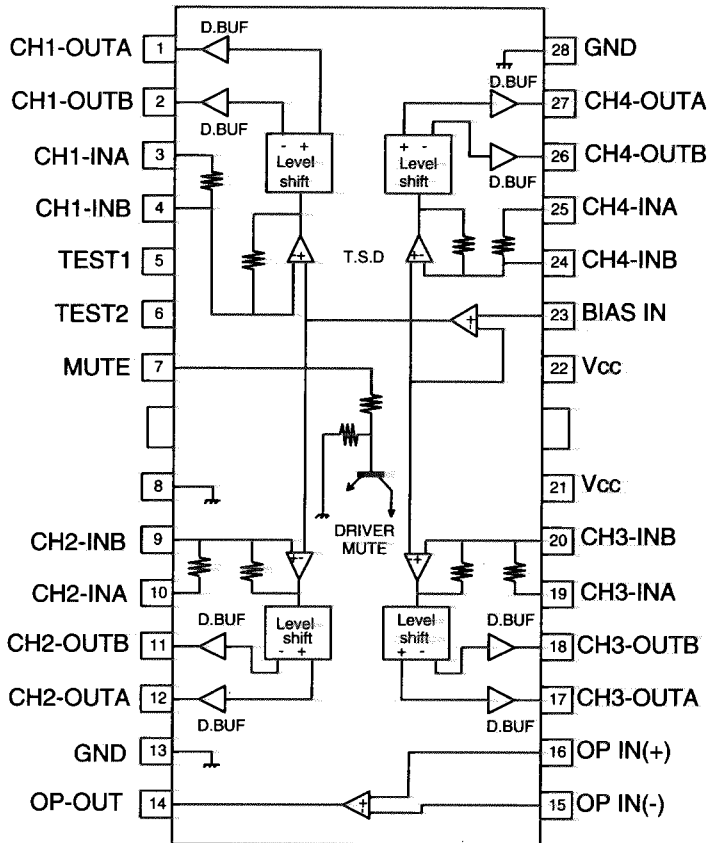 D.BUF
CH1-OUTA 1
28 GND
D.BUF
CH1-OUTB 2
27 CH4-OUTA
D.BUF
CH1-INA 3
- +
Level
shift
+ -
Level
shift
26 CH4-OUTB
D.BUF
CH1-INB 4
25 CH4-INA
TEST1 5
+-
T.S.D
+-
24 CH4-INB
TEST2 6
+
-
23 BIAS IN
MUTE 7
22 Vcc
8
21 Vcc
DRIVER
MUTE
CH2-INB 9
20 CH3-INB
+-
-+
CH2-INA 10
19 CH3-INA
Level
shift
- +
Level
shift
+ -
D.BUF
D.BUF
CH2-OUTB 11
18 CH3-OUTB
CH2-OUTA 12
17 CH3-OUTA
D.BUF
D.BUF
GND 13
16 OP IN(+)
OP-OUT 14
+
-
15 OP IN(-)